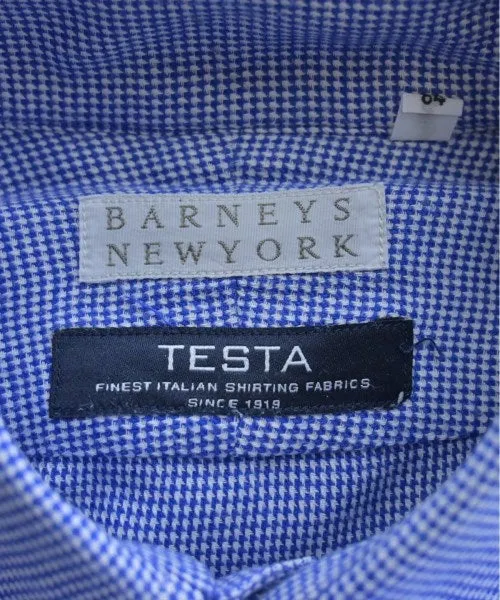 BARNEYS
NEWYORK
TESTA
FINEST ITALIAN SHIRTING FABRICS
SINCE 1919